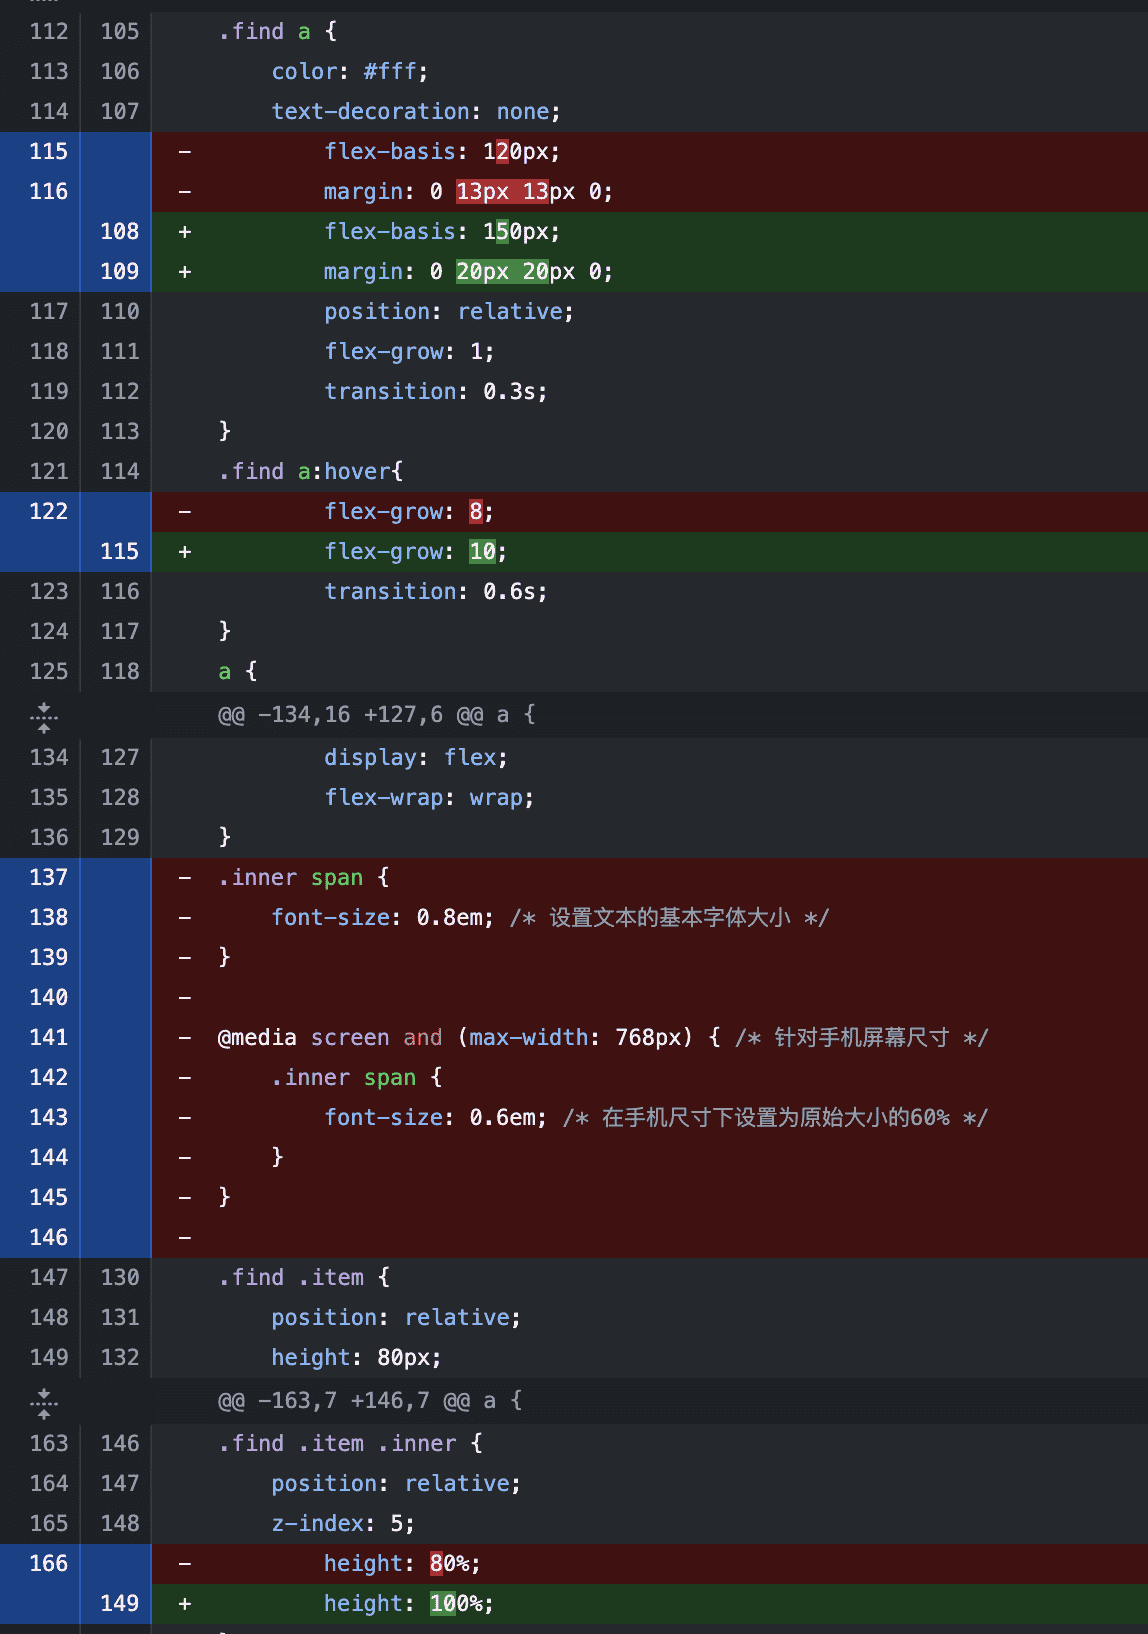 112 105 .find a {
113 106 color: #fff;
114 107 text-decoration: none;
115 - flex-basis: 120px;
116 - margin: 0 13px 13px 0;
108 + flex-basis: 150px;
109 + margin: 0 20px 20px 0;
117 110 position: relative;
118 111 flex-grow: 1;
119 112 transition: 0.3s;
120 113 }
121 114 .find a:hover{
122 - flex-grow: 8;
115 + flex-grow: 10;
123 116 transition: 0.6s;
124 117 }
125 118 a {
@@ -134,16 +127,6 @@ a {
134 127 display: flex;
135 128 flex-wrap: wrap;
136 129 }
137 - .inner span {
138 - font-size: 0.8em; /* 设置文本的基本字体大小 */
139 - }
140 -
141 - @media screen and (max-width: 768px) { /* 针对手机屏幕尺寸 */
142 - .inner span {
143 - font-size: 0.6em; /* 在手机尺寸下设置为原始大小的60% */
144 - }
145 - }
146 -
147 130 .find .item {
148 131 position: relative;
149 132 height: 80px;
@@ -163,7 +146,7 @@ a {
163 146 .find .item .inner {
164 147 position: relative;
165 148 z-index: 5;
166 - height: 80%;
149 + height: 100%;